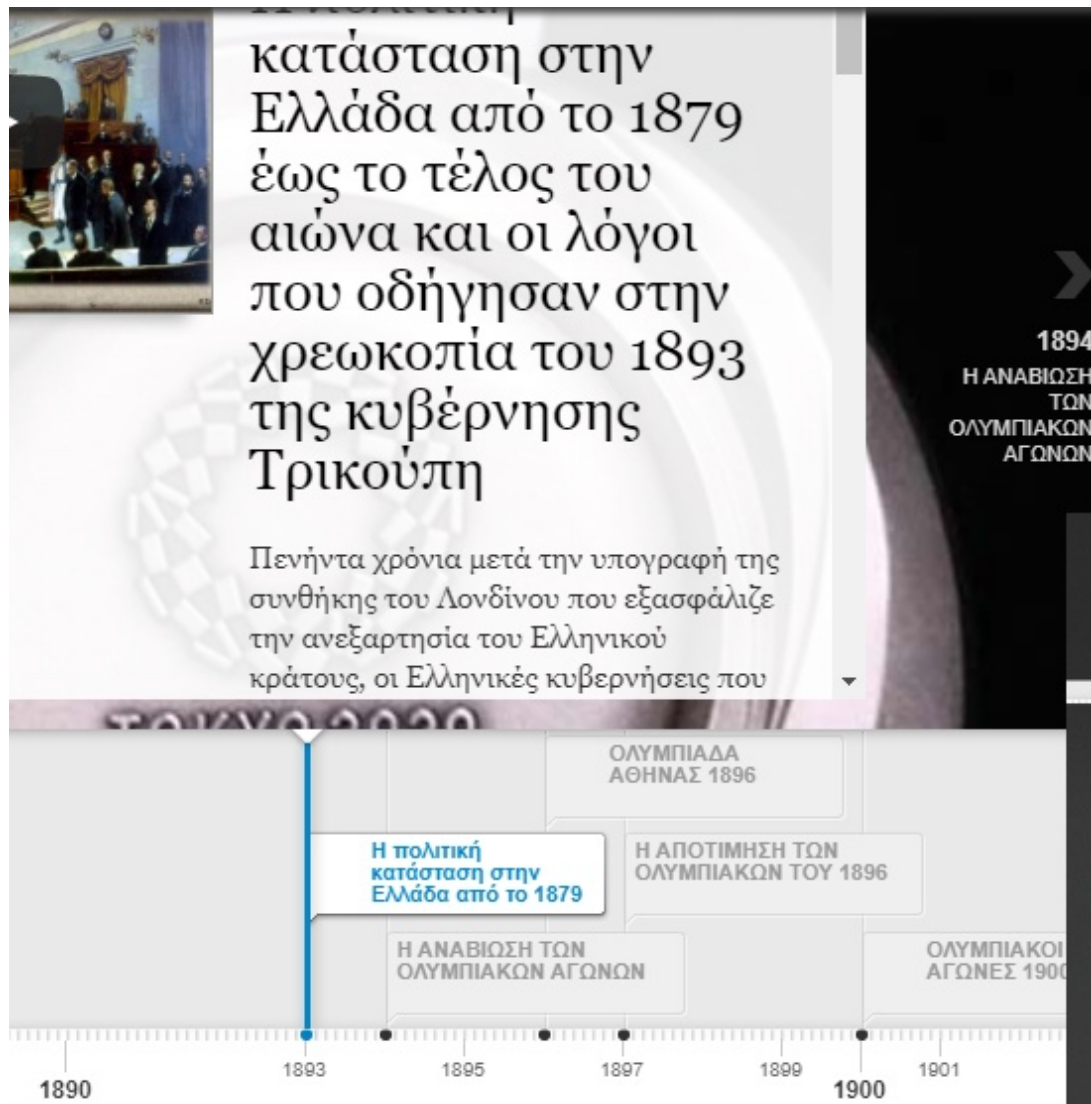 Η πολιτική
κατάσταση στην
Ελλάδα από το 1879
έως το τέλος του
αιώνα και οι λόγοι
που οδήγησαν στην
χρεωκοπία του 1893
της κυβέρνησης
Τρικούπη
Πενήντα χρόνια μετά την υπογραφή της
συνθήκης του Λονδίνου που εξασφάλιζε
την ανεξαρτησία του Ελληνικού
κράτους, οι Ελληνικές κυβερνήσεις που
1894
Η ΑΝΑΒΙΩΣΗ
ΤΩΝ
ΟΛΥΜΠΙΑΚΩΝ
ΑΓΩΝΩΝ
TOKYO 2020
ΟΛΥΜΠΙΑΔΑ
ΑΘΗΝΑΣ 1896
Η πολιτική
κατάσταση στην
Ελλάδα από το 1879
Η ΑΠΟΤΙΜΗΣΗ ΤΩΝ
ΟΛΥΜΠΙΑΚΩΝ ΤΟΥ 1896
Η ΑΝΑΒΙΩΣΗ ΤΩΝ
ΟΛΥΜΠΙΑΚΩΝ ΑΓΩΝΩΝ
ΟΛΥΜΠΙΑΚΟΙ
ΑΓΩΝΕΣ 1900
1890 1893 1895 1897 1899 1900 1901